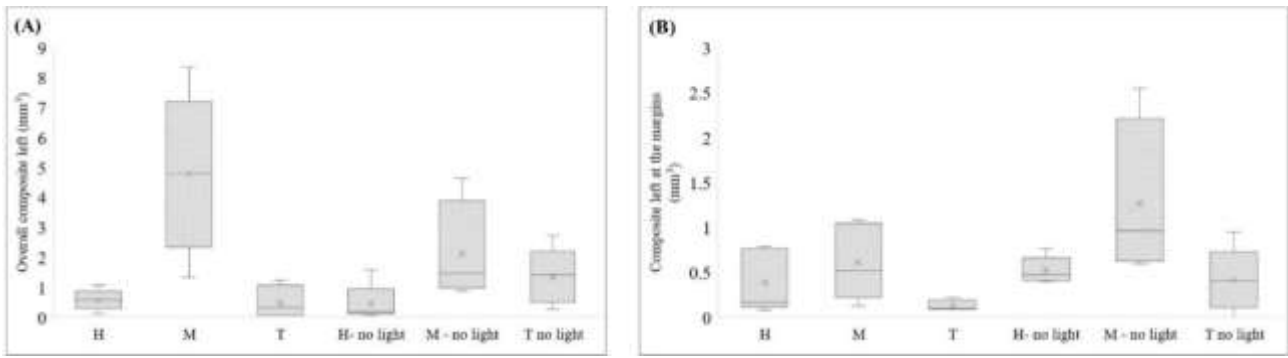 (A)
Overall composite left (mm³)
9
8
7
6
5
4
3
2
1
0
H
M
T
H- no light
M - no light
T no light
(B)
Composite left at the margins
(mm³)
3
2.5
2
1.5
1
0.5
0
H
M
T
H- no light
M - no light
T no light